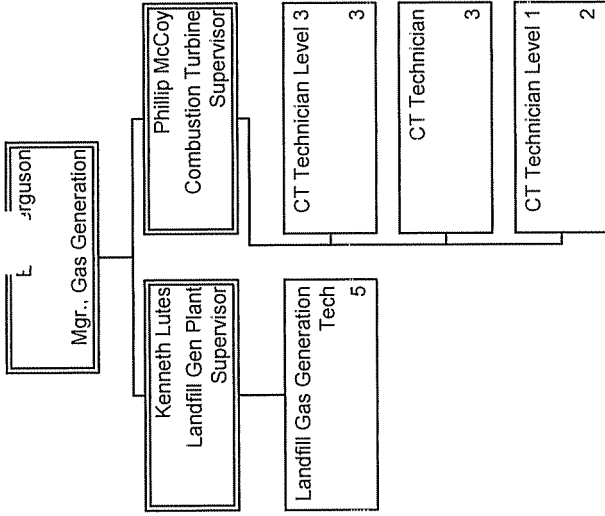 Mgr., Gas Generation
Kenneth Lutes
Landfill Gen Plant
Supervisor
Phillip McCoy
Combustion Turbine
Supervisor
Landfill Gas Generation
Tech
5
CT Technician Level 3
3
CT Technician
3
CT Technician Level 1
2